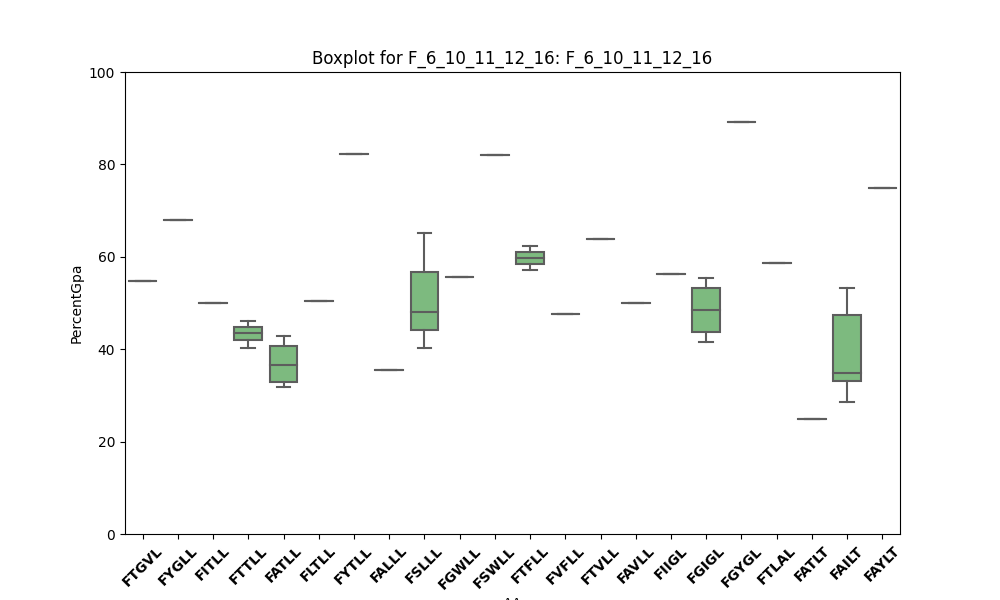 Boxplot for F_6_10_11_12_16: F_6_10_11_12_16
100
80
60
40
20
0
PercentGpa
FTGVL
FYGLL
FITLL
FTTLL
FATLL
FLTLL
FYTLL
FALLL
FSLLL
FGWLL
FSWLL
FTFLL
FVFLL
FTVLL
FAVLL
FIIGL
FGIGL
FGYGL
FTLAL
FATLT
FAILT
FAYLT